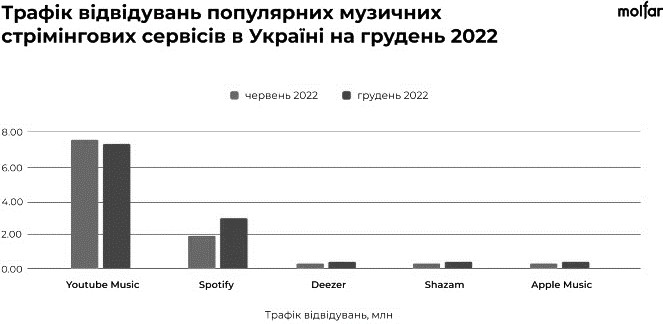 Трафік відвідувань популярних музичних
стрімінгових сервісів в Україні на грудень 2022
molfar
червень 2022 грудень 2022
8.00
6.00
4.00
2.00
0.00
Youtube Music Spotify Deezer Shazam Apple Music
Трафік відвідувань, млн